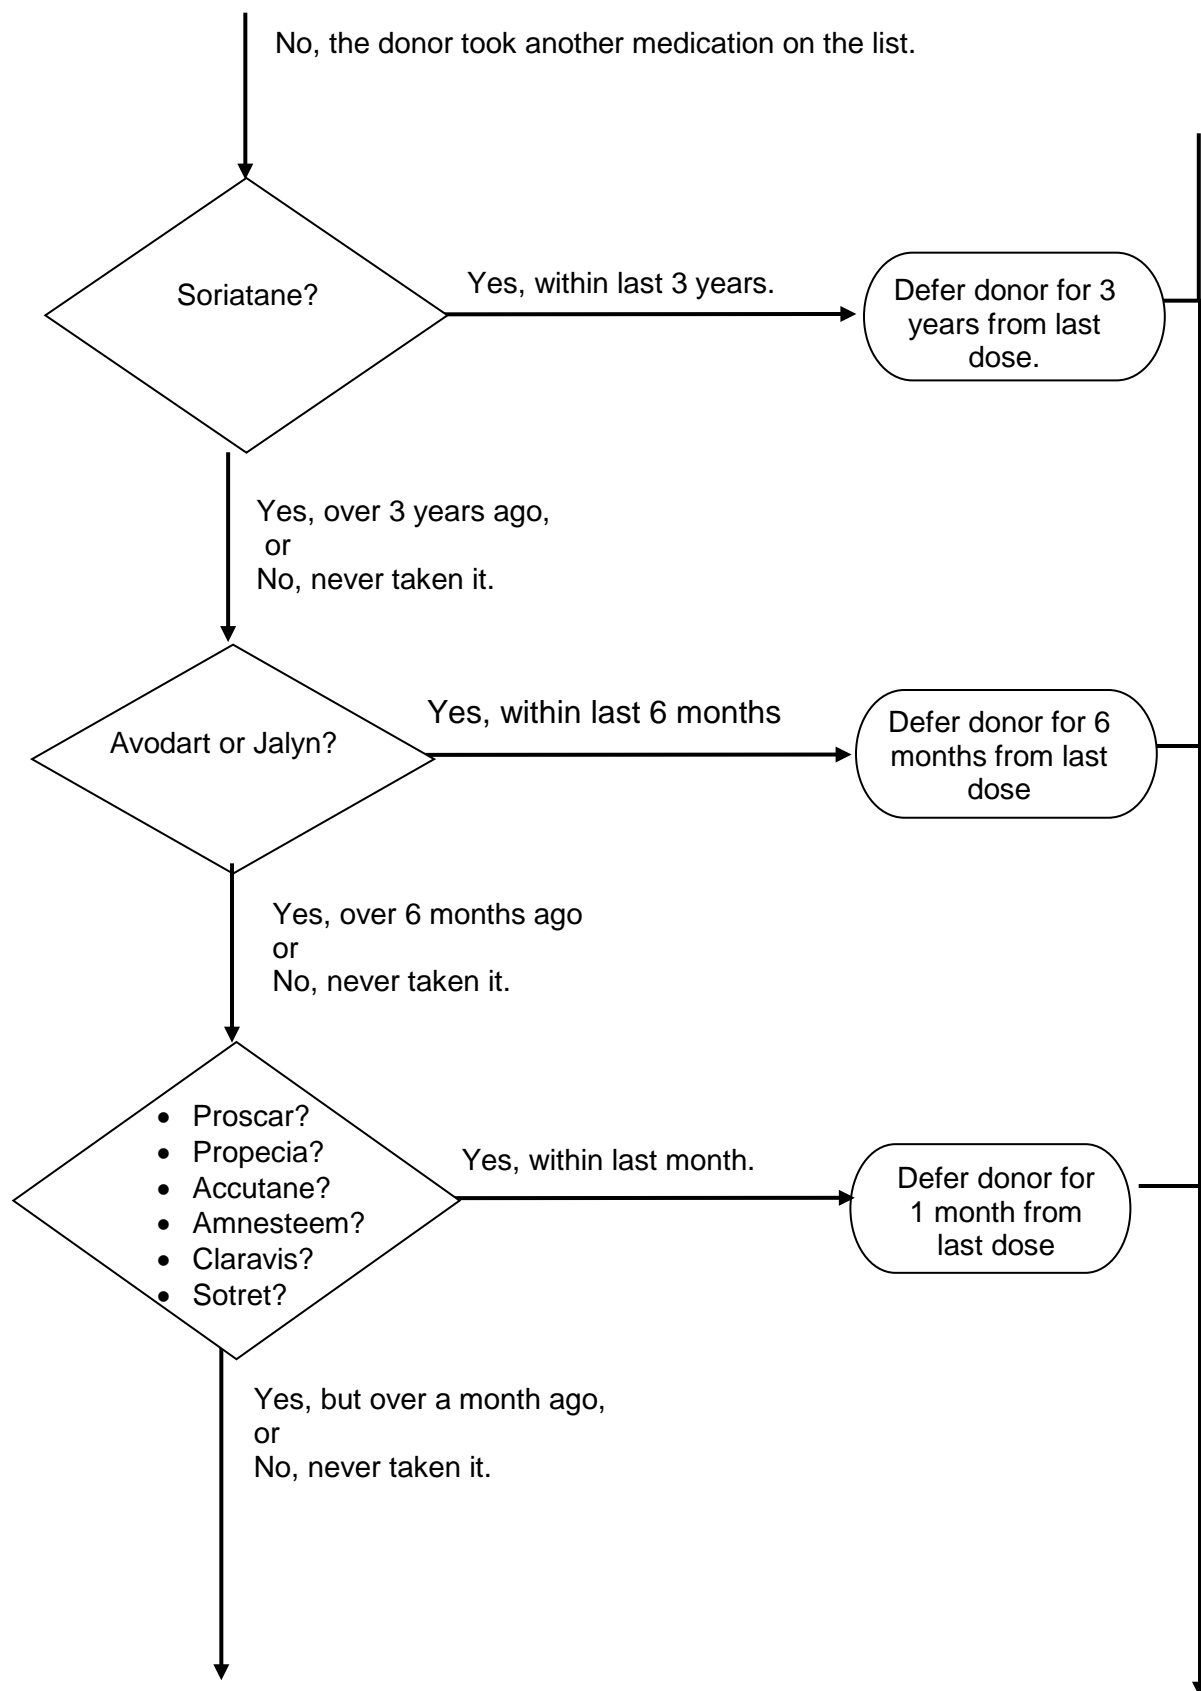 No, the donor took another medication on the list.
Soriatane?
Yes, within last 3 years.
Defer donor for 3
years from last
dose.
Yes, over 3 years ago,
or
No, never taken it.
Avodart or Jalyn?
Yes, within last 6 months
Defer donor for 6
months from last
dose
Yes, over 6 months ago
or
No, never taken it.
• Proscar?
• Propecia?
• Accutane?
• Amnesteem?
• Claravis?
• Sotret?
Yes, within last month.
Defer donor for
1 month from
last dose
Yes, but over a month ago,
or
No, never taken it.